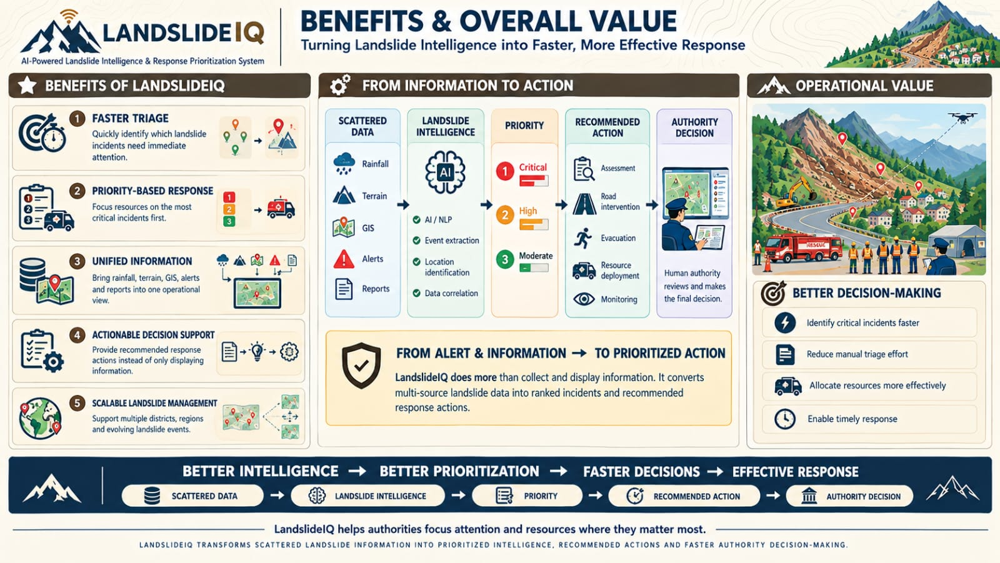 LANDSLIDEIQ
AI-Powered Landslide Intelligence & Response Prioritization System
BENEFITS & OVERALL VALUE
Turning Landslide Intelligence into Faster, More Effective Response
BENEFITS OF LANDSLIDEIQ
1
FASTER TRIAGE
Quickly identify which landslide
incidents need immediate
attention.
1
2
3
2
PRIORITY-BASED RESPONSE
Focus resources on the most
critical incidents first.
1
2
3
3
UNIFIED INFORMATION
Bring rainfall, terrain, GIS, alerts
and reports into one operational
view.
4
ACTIONABLE DECISION SUPPORT
Provide recommended response
actions instead of only displaying
information.
5
SCALABLE LANDSLIDE MANAGEMENT
Support multiple districts, regions
and evolving landslide events.
FROM INFORMATION TO ACTION
SCATTERED
DATA
Rainfall
Terrain
GIS
Alerts
Reports
LANDSLIDE
INTELLIGENCE
AI
AI / NLP
Event extraction
Location
identification
Data correlation
PRIORITY
1
Critical
2
High
3
Moderate
RECOMMENDED
ACTION
Assessment
Road
intervention
Evacuation
Resource
deployment
Monitoring
AUTHORITY
DECISION
Human authority
reviews and makes
the final decision.
FROM ALERT & INFORMATION → TO PRIORITIZED ACTION
LandslideIQ does more than collect and display information. It converts
multi-source landslide data into ranked incidents and recommended
response actions.
OPERATIONAL VALUE
RESCUE
BETTER DECISION-MAKING
Identify critical incidents faster
Reduce manual triage effort
Allocate resources more effectively
Enable timely response
BETTER INTELLIGENCE → BETTER PRIORITIZATION → FASTER DECISIONS → EFFECTIVE RESPONSE
SCATTERED DATA → LANDSLIDE INTELLIGENCE → PRIORITY → RECOMMENDED ACTION → AUTHORITY DECISION
LandslideIQ helps authorities focus attention and resources where they matter most.
LANDSLIDEIQ TRANSFORMS SCATTERED LANDSLIDE INFORMATION INTO PRIORITIZED INTELLIGENCE, RECOMMENDED ACTIONS AND FASTER AUTHORITY DECISION-MAKING.